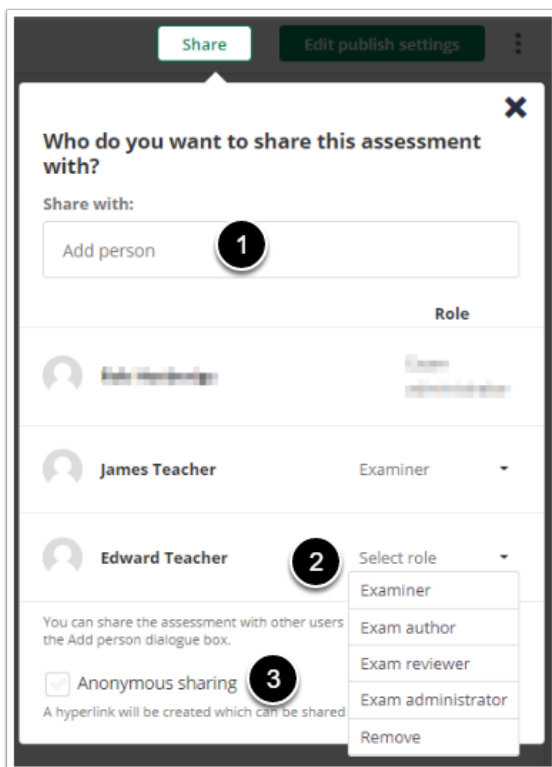 Share Edit publish settings
Who do you want to share this assessment
with?
Share with:
Add person 1
Role
James Teacher Examiner
Edward Teacher 2 Select role
Examiner
You can share the assessment with other users
Exam author
the Add person dialogue box.
Exam reviewer
Anonymous sharing 3
Exam administrator
A hyperlink will be created which can be shared
Remove